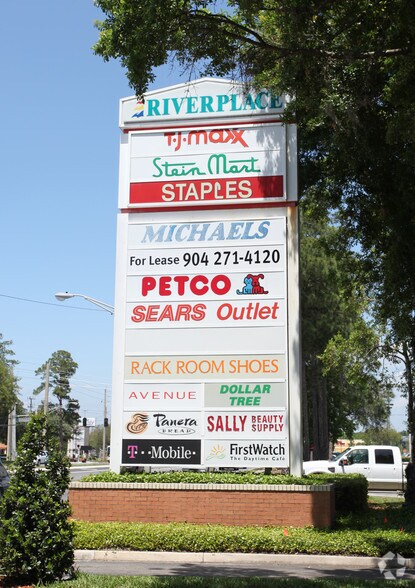 RIVERPLACE
T·J·maxx
Stein Mart
STAPLES
MICHAELS
For Lease 904 271-4120
PETCO
SEARS Outlet
RACK ROOM SHOES
AVENUE
DOLLAR
TREE
Panera
BREAD
SALLY BEAUTY
SUPPLY
T··Mobile·
FirstWatch
The Daytime Cafe